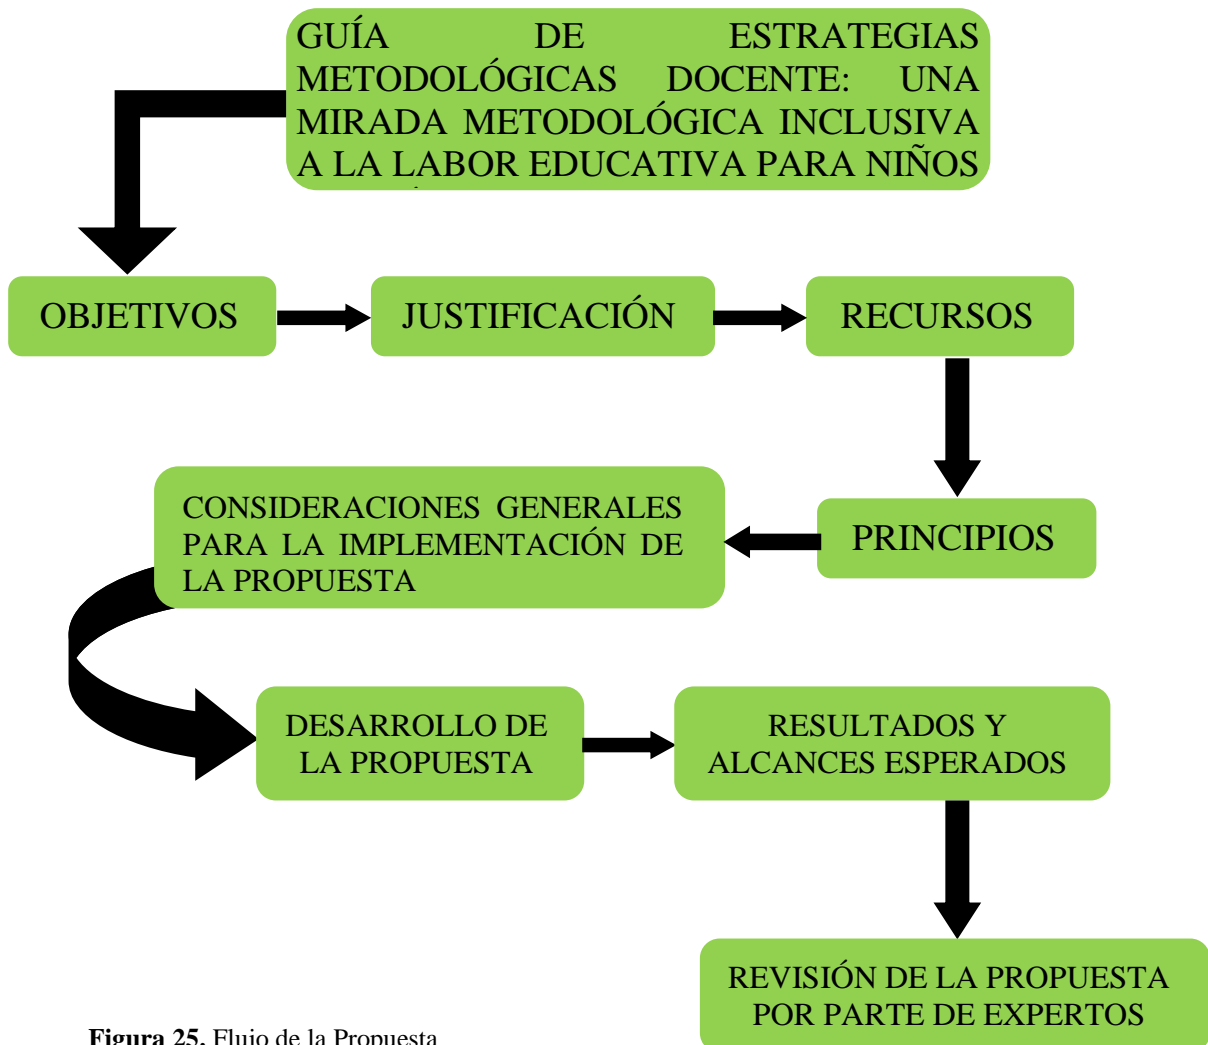 GUÍA DE ESTRATEGIAS
METODOLÓGICAS DOCENTE: UNA
MIRADA METODOLÓGICA INCLUSIVA
A LA LABOR EDUCATIVA PARA NIÑOS
OBJETIVOS
JUSTIFICACIÓN
RECURSOS
PRINCIPIOS
CONSIDERACIONES GENERALES
PARA LA IMPLEMENTACIÓN DE
LA PROPUESTA
DESARROLLO DE
LA PROPUESTA
RESULTADOS Y
ALCANCES ESPERADOS
REVISIÓN DE LA PROPUESTA
POR PARTE DE EXPERTOS
Figura 25. Flujo de la Propuesta